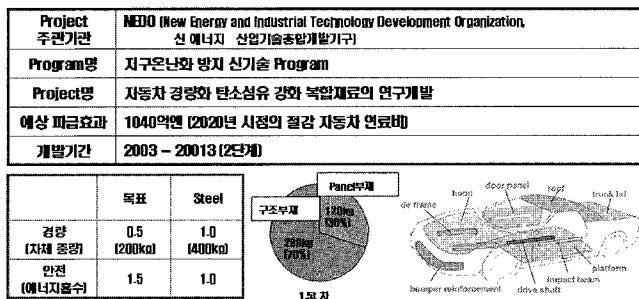 Project
주관기관
NEDO (New Energy and Industrial Technology Development Organization,
신 에너지 산업기술총합개발기구)
Program명
지구온난화 방지 신기술 Program
Project명
자동차 경량화 탄소섬유 강화 복합재료의 연구개발
예상 파급효과
1040억엔 (2020년 시점의 절감 자동차 연료비)
개발기간
2003 - 20013 (2단계)
목표
Steel
경량
(차체 중량)
0.5
(200kg)
1.0
(400kg)
안전
(에너지흡수)
1.5
1.0
Panel부재
120kg
(30%)
구조부재
(70%)
hood
door panel
roof
trunk lid
platform
impact beam
drive shaft
bumper reinforcement